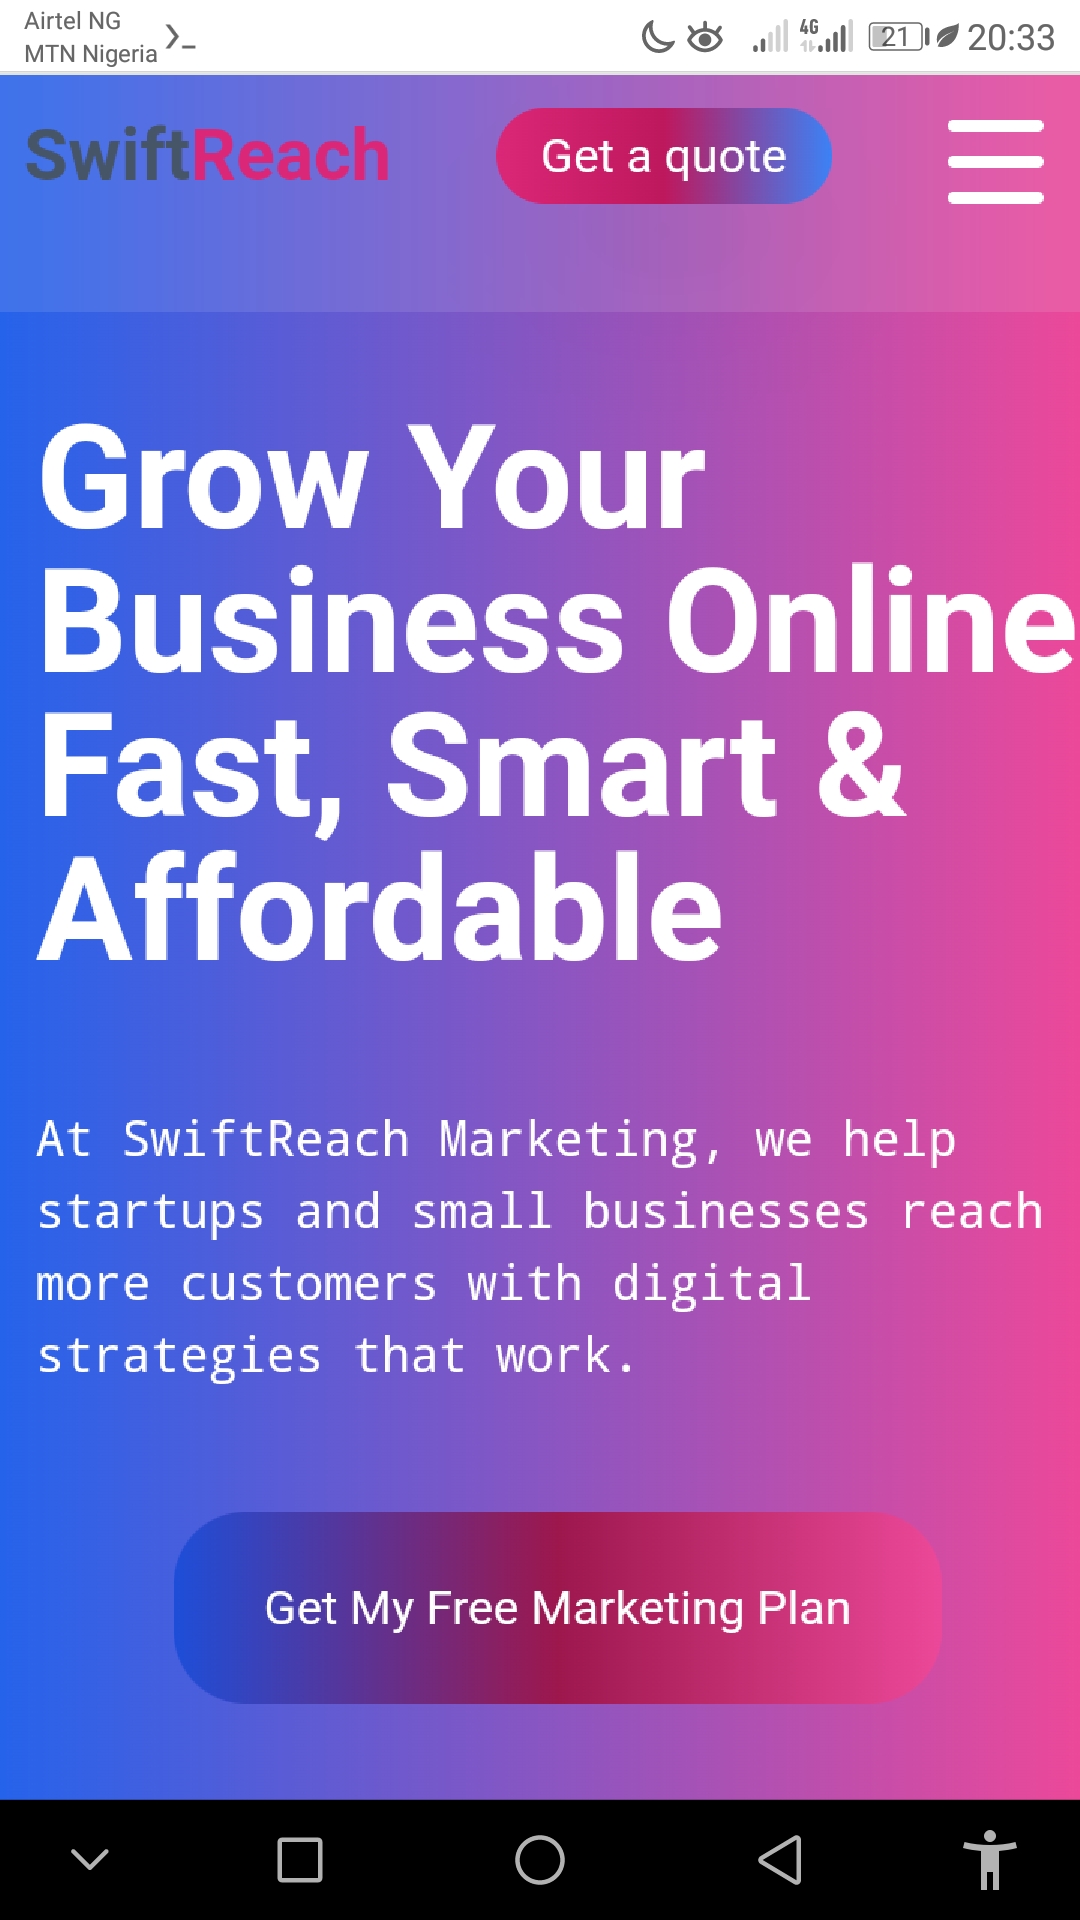 Airtel NG
MTN Nigeria
4G
21
20:33
SwiftReach
Get a quote
Grow Your
Business Online
Fast, Smart &
Affordable
At SwiftReach Marketing, we help
startups and small businesses reach
more customers with digital
strategies that work.
Get My Free Marketing Plan